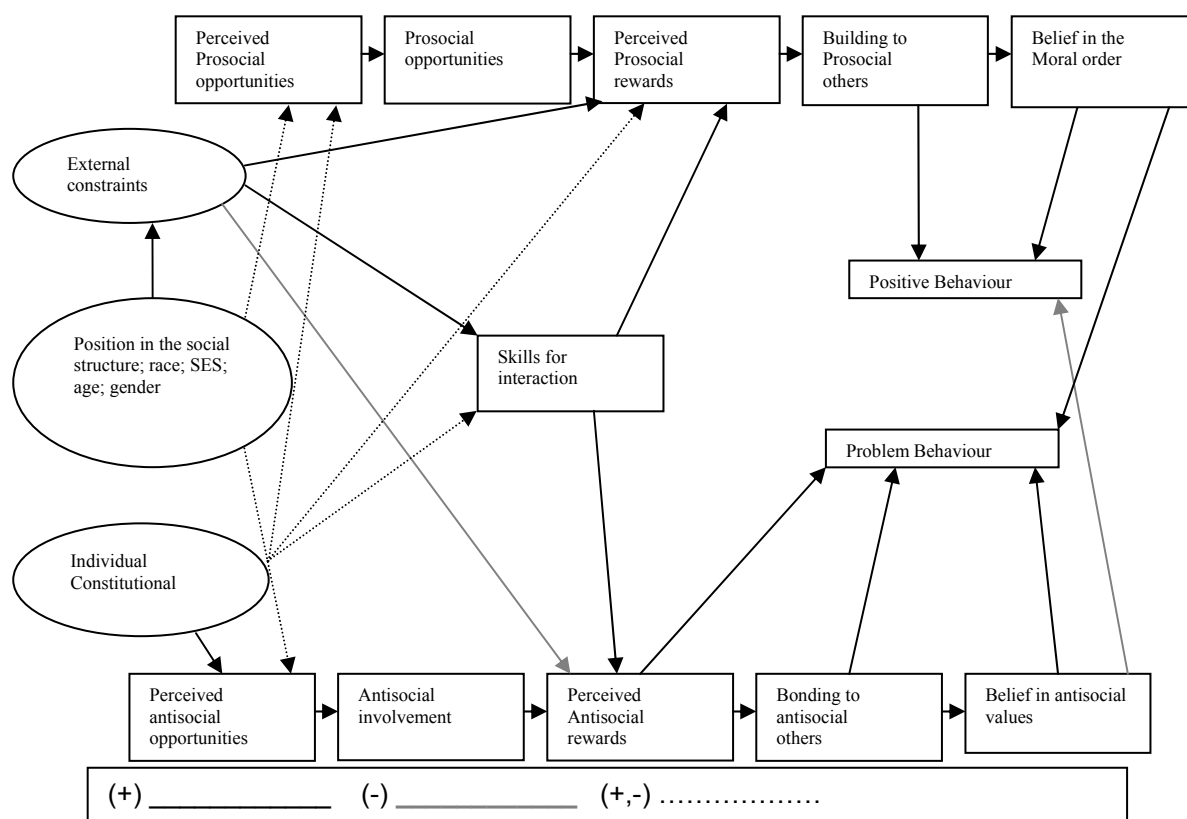 Perceived
Prosocial
opportunities
Prosocial
opportunities
Perceived
Prosocial
rewards
Building to
Prosocial
others
Belief in the
Moral order
External
constraints
Positive Behaviour
Position in the social
structure; race; SES;
age; gender
Skills for
interaction
Problem Behaviour
Individual
Constitutional
Perceived
antisocial
opportunities
Antisocial
involvement
Perceived
Antisocial
rewards
Bonding to
antisocial
others
Belief in antisocial
values
(+) ______________ (-) ______________ (+,-) ...................